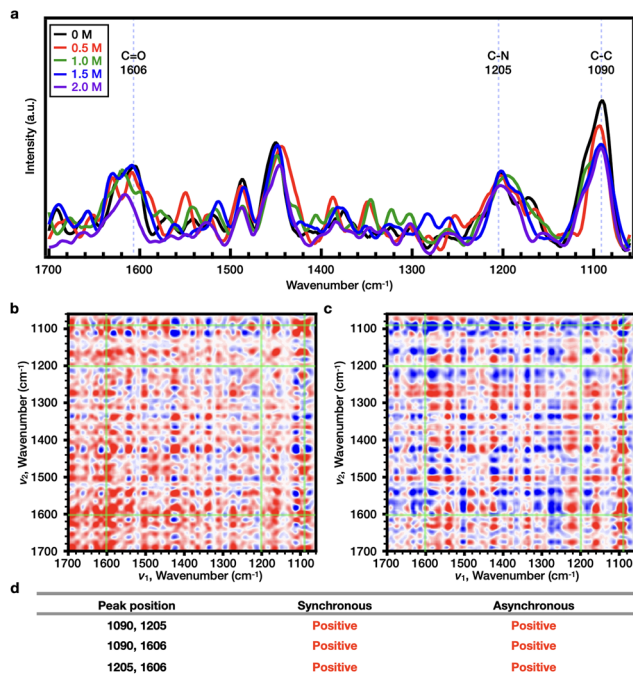 a
0 M
0.5 M
1.0 M
1.5 M
2.0 M
C=O
1606
C-N
1205
C-C
1090
Intensity (a.u.)
1700 1600 1500 1400 1300 1200 1100
Wavenumber (cm⁻¹)
b
1100
1200
1300
1400
1500
1600
1700
ν₂, Wavenumber (cm⁻¹)
1700 1600 1500 1400 1300 1200 1100
ν₁, Wavenumber (cm⁻¹)
c
1100
1200
1300
1400
1500
1600
1700
ν₂, Wavenumber (cm⁻¹)
1700 1600 1500 1400 1300 1200 1100
ν₁, Wavenumber (cm⁻¹)
d
Peak position Synchronous Asynchronous
1090, 1205 Positive Positive
1090, 1606 Positive Positive
1205, 1606 Positive Positive